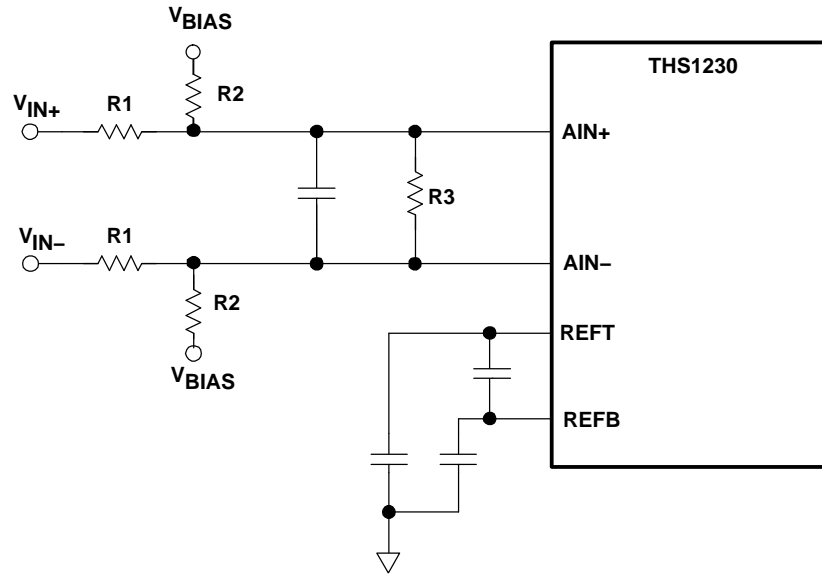 VBIAS
THS1230
R2
R1
VIN+
AIN+
R3
R1
VIN–
AIN–
R2
REFT
VBIAS
REFB